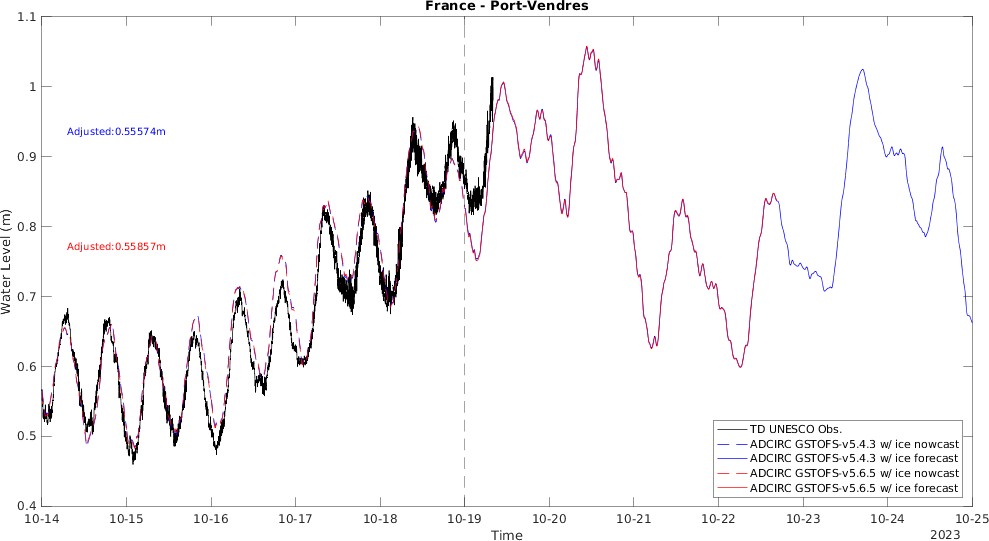 France - Port-Vendres
1.1
1
0.9
0.8
0.7
0.6
0.5
0.4
Water Level (m)
Adjusted:0.55574m
Adjusted:0.55857m
TD UNESCO Obs.
ADCIRC GSTOFS-v5.4.3 w/ ice nowcast
ADCIRC GSTOFS-v5.4.3 w/ ice forecast
ADCIRC GSTOFS-v5.6.5 w/ ice nowcast
ADCIRC GSTOFS-v5.6.5 w/ ice forecast
10-14 10-15 10-16 10-17 10-18 10-19 10-20 10-21 10-22 10-23 10-24 10-25
Time
2023